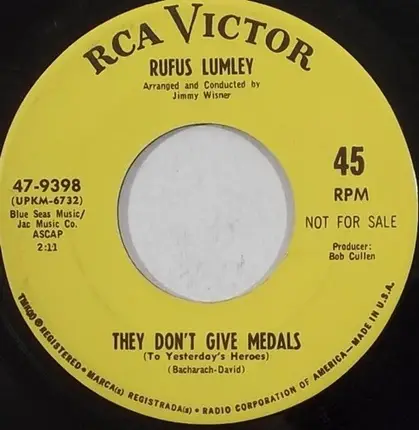 RCA VICTOR
RUFUS LUMLEY
Arranged and Conducted by
Jimmy Wisner
47-9398
(UPKM-6732)
Blue Seas Music/
Jac Music Co.
ASCAP
2:11
45
RPM
NOT FOR SALE
Producer:
Bob Cullen
THEY DON'T GIVE MEDALS
(To Yesterday's Heroes)
(Bacharach-David)
TMK(s) ® REGISTERED • MARCA(s) REGISTRADA(s) • RADIO CORPORATION OF AMERICA—MADE IN U.S.A.